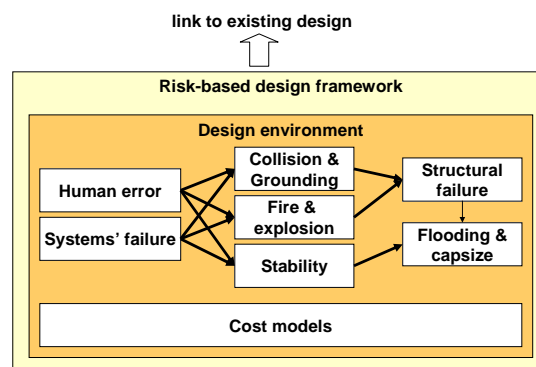 link to existing design
Risk-based design framework
Design environment
Human error
Systems' failure
Collision &
Grounding
Fire &
explosion
Stability
Structural
failure
Flooding &
capsize
Cost models